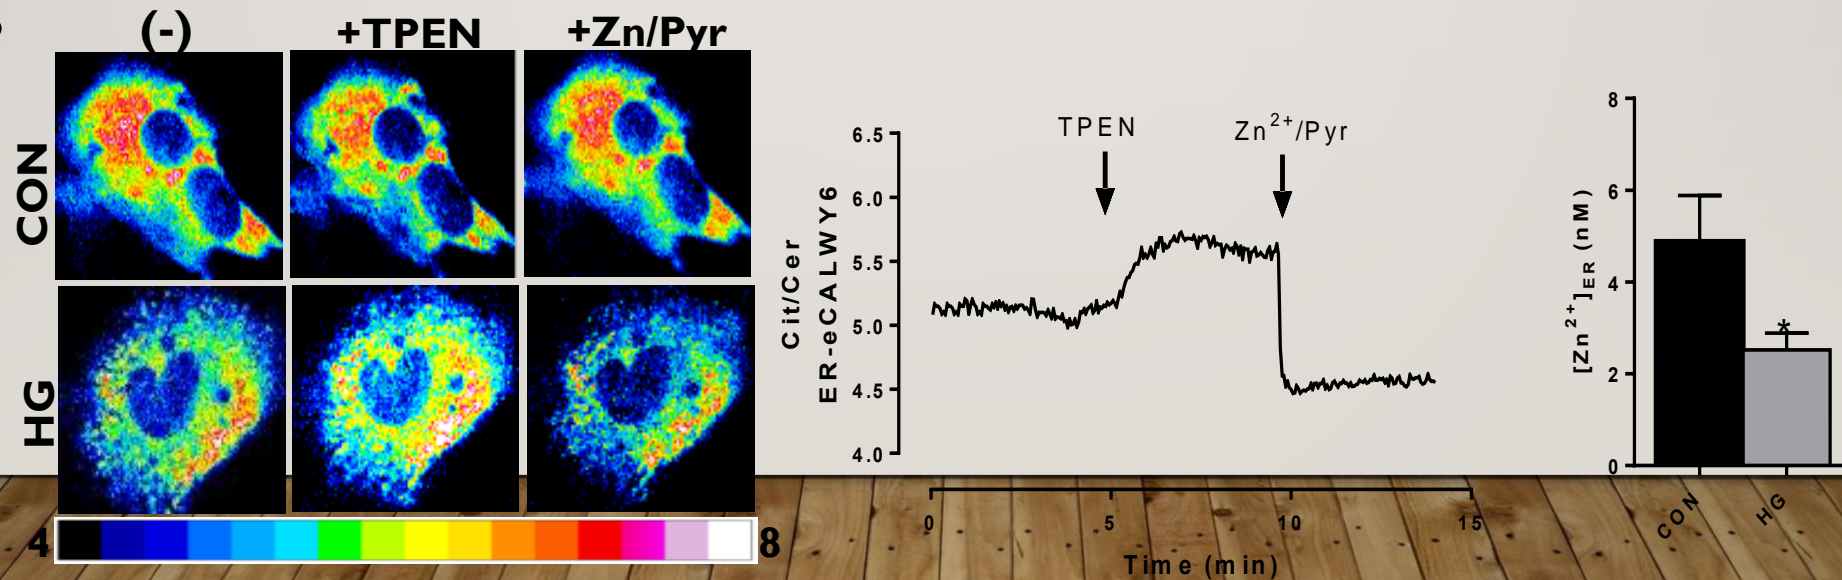 (-)
+TPEN
+Zn/Pyr
CON
HG
4
8
Cit/Cer
ER-eCALWY6
6.5
6.0
5.5
5.0
4.5
4.0
TPEN
Zn2+/Pyr
0
5
10
15
Time (min)
[Zn2+]ER (nM)
8
6
4
2
0
*
CON
HG